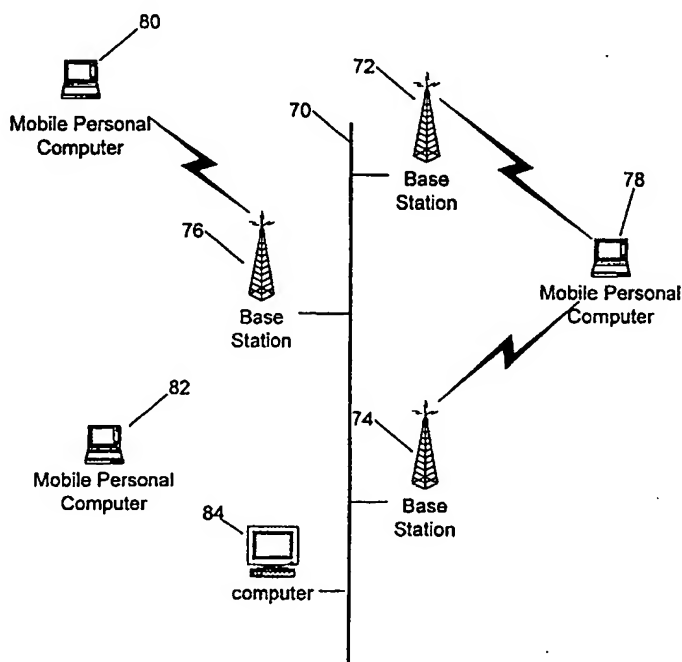 80
Mobile Personal
Computer
72
70
Base
Station
78
Mobile Personal
Computer
76
Base
Station
82
Mobile Personal
Computer
74
Base
Station
84
computer